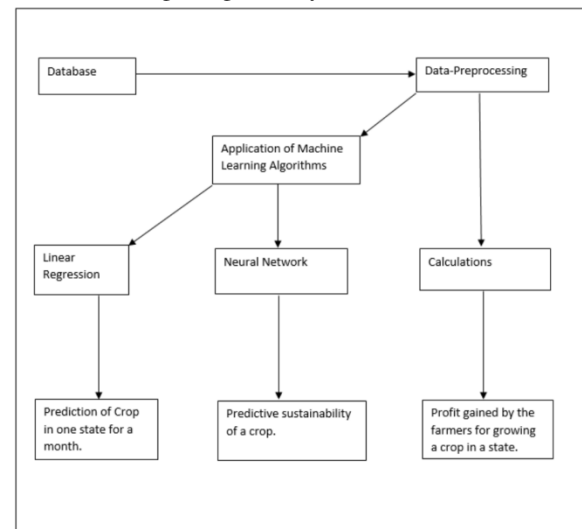 Database
Data-Preprocessing
Application of Machine
Learning Algorithms
Linear
Regression
Neural Network
Calculations
Prediction of Crop
in one state for a
month.
Predictive sustainability
of a crop.
Profit gained by the
farmers for growing
a crop in a state.